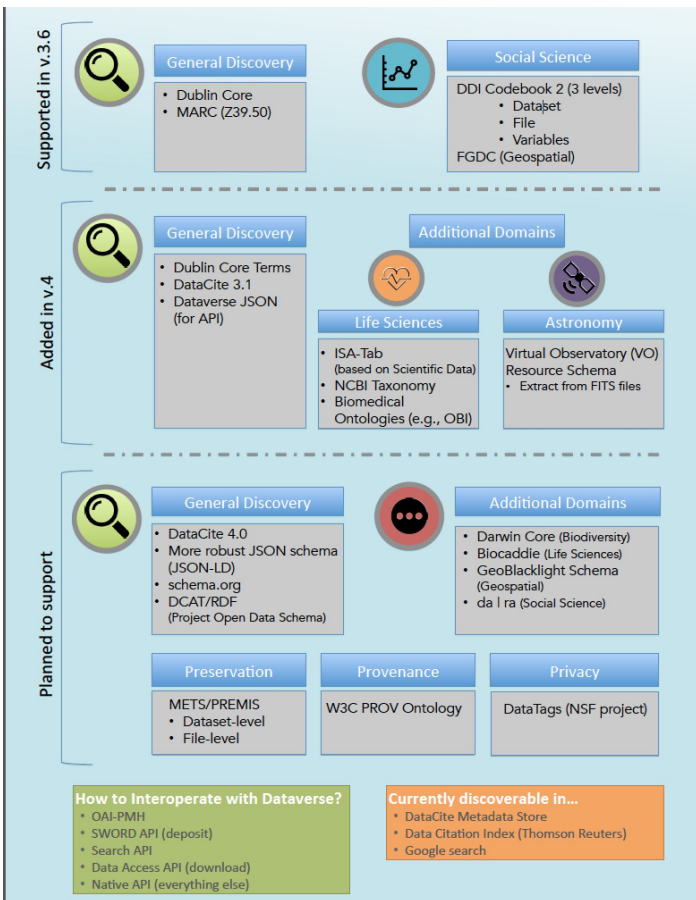 Supported in v.3.6
General Discovery
• Dublin Core
• MARC (Z39.50)
Social Science
DDI Codebook 2 (3 levels)
• Dataset
• File
• Variables
FGDC (Geospatial)
Added in v.4
General Discovery
• Dublin Core Terms
• DataCite 3.1
• Dataverse JSON
(for API)
Additional Domains
Life Sciences
• ISA-Tab
(based on Scientific Data)
• NCBI Taxonomy
• Biomedical
Ontologies (e.g., OBI)
Astronomy
Virtual Observatory (VO)
Resource Schema
• Extract from FITS files
Planned to support
General Discovery
• DataCite 4.0
• More robust JSON schema
(JSON-LD)
• schema.org
• DCAT/RDF
(Project Open Data Schema)
Additional Domains
• Darwin Core (Biodiversity)
• Biocaddie (Life Sciences)
• GeoBlacklight Schema
(Geospatial)
• da | ra (Social Science)
Preservation
METS/PREMIS
• Dataset-level
• File-level
Provenance
W3C PROV Ontology
Privacy
DataTags (NSF project)
How to Interoperate with Dataverse?
• OAI-PMH
• SWORD API (deposit)
• Search API
• Data Access API (download)
• Native API (everything else)
Currently discoverable in...
• DataCite Metadata Store
• Data Citation Index (Thomson Reuters)
• Google search